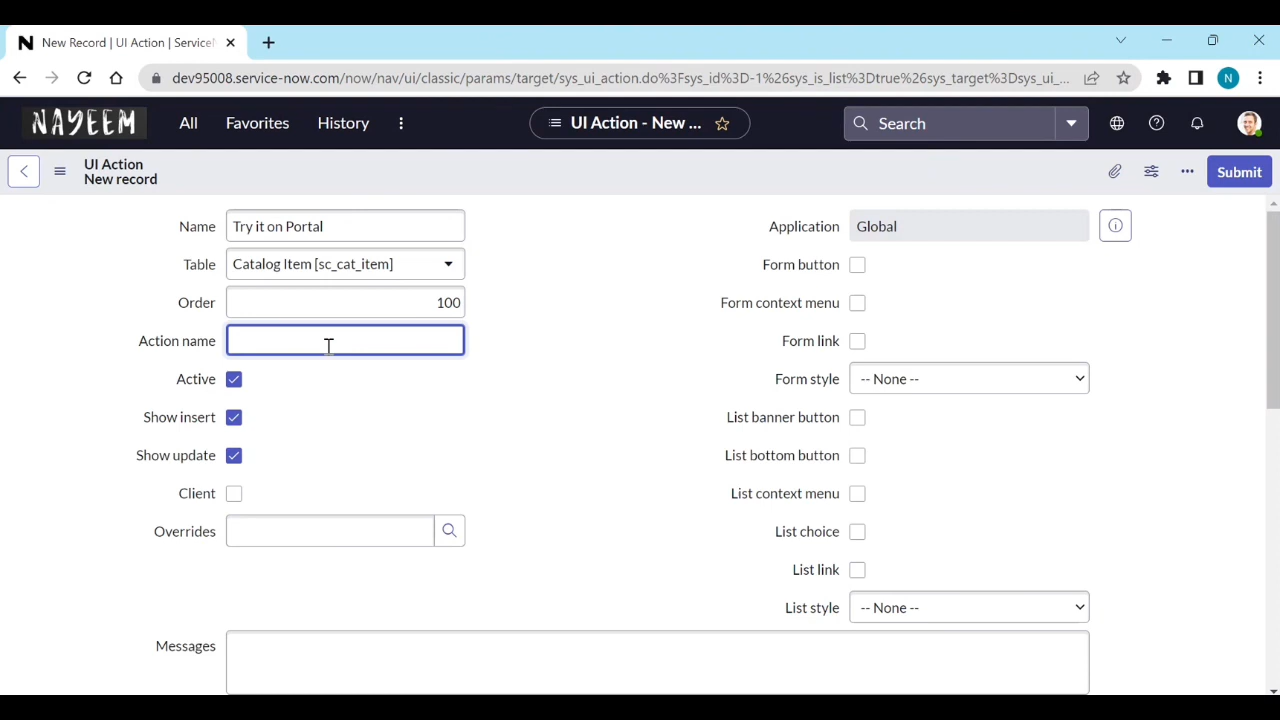 New Record | UI Action | Service
dev95008.service-now.com/now/nav/ui/classic/params/target/sys_ui_action.do%3Fsys_id%3D-1%26sys_is_list%3Dtrue%26sys_target%3Dsys_ui_...
N
NAYEEM
All
Favorites
History
UI Action - New ...
Search
UI Action
New record
Submit
Name
Try it on Portal
Application
Global
Table
Catalog Item [sc_cat_item]
Form button
Order
100
Form context menu
Action name
Form link
Active
Form style
-- None --
Show insert
List banner button
Show update
List bottom button
Client
List context menu
Overrides
List choice
List link
List style
-- None --
Messages